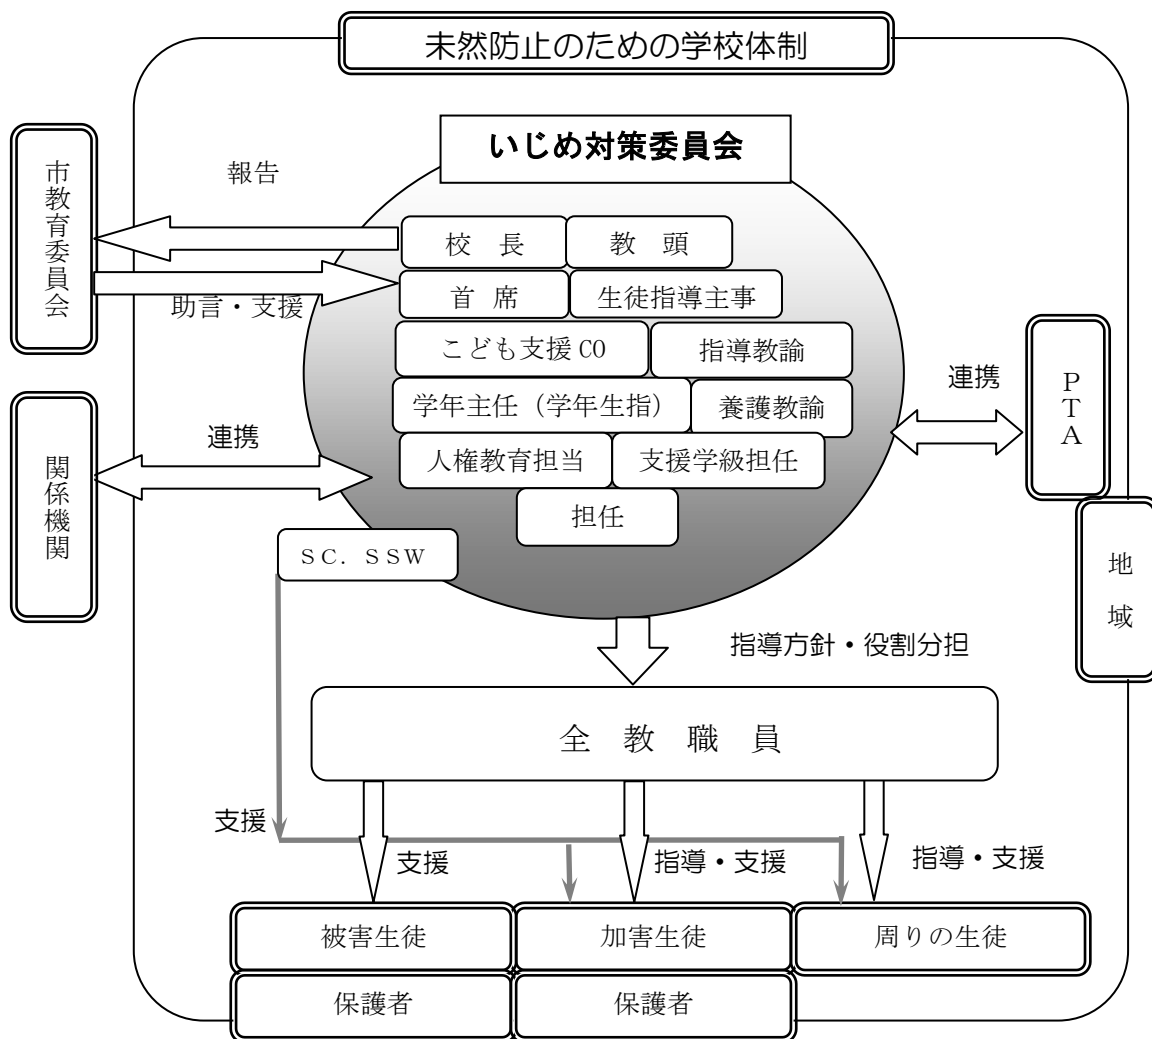 未然防止のための学校体制
いじめ対策委員会
市教育委員会
報告
助言・支援
校　長
教　頭
首 席
生徒指導主事
こども支援 CO
指導教諭
学年主任（学年生指）
養護教諭
人権教育担当
支援学級担任
担任
ＳＣ．ＳＳＷ
関係機関
連携
連携
ＰＴＡ
地　域
指導方針・役割分担
全　教　職　員
支援
支援
指導・支援
指導・支援
被害生徒
加害生徒
周りの生徒
保護者
保護者